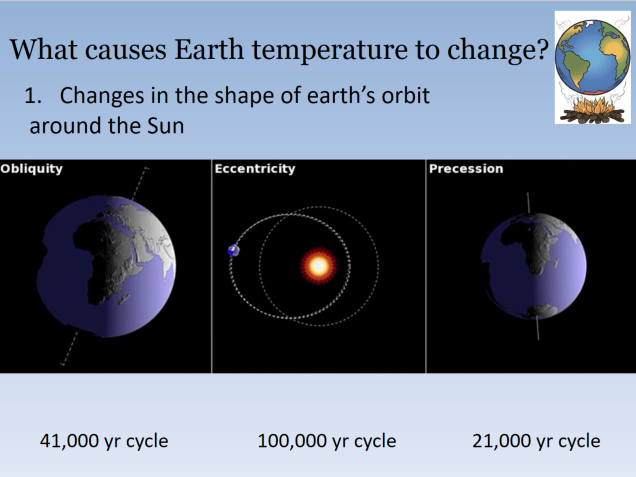 What causes Earth temperature to change?
1. Changes in the shape of earth's orbit
around the Sun
Obliquity
Eccentricity
Precession
41,000 yr cycle
100,000 yr cycle
21,000 yr cycle